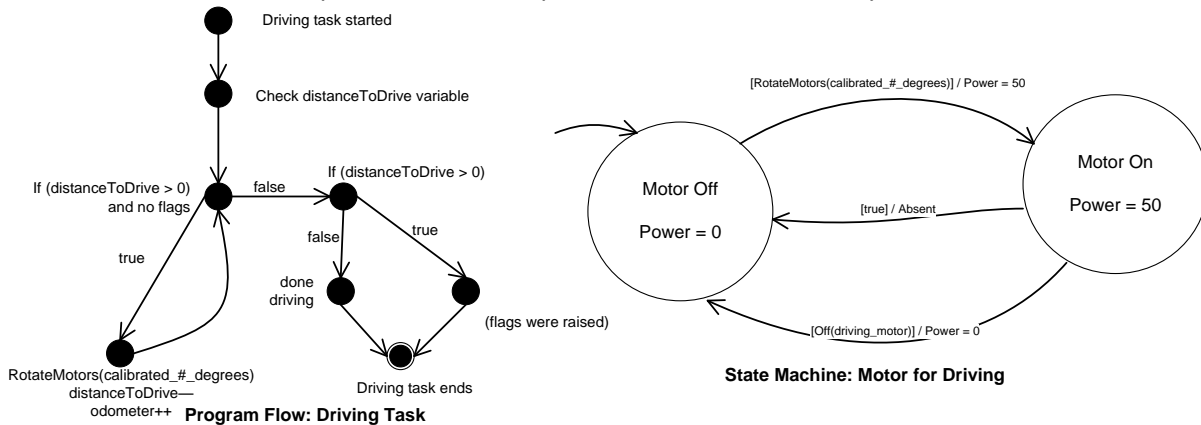 Driving task started
Check distanceToDrive variable
If (distanceToDrive > 0)
and no flags
false
If (distanceToDrive > 0)
true
false
true
done
driving
(flags were raised)
RotateMotors(calibrated_#_degrees)
distanceToDrive—
odometer++
Driving task ends
Program Flow: Driving Task
[RotateMotors(calibrated_#_degrees)] / Power = 50
Motor Off
Power = 0
Motor On
Power = 50
[true] / Absent
[Off(driving_motor)] / Power = 0
State Machine: Motor for Driving